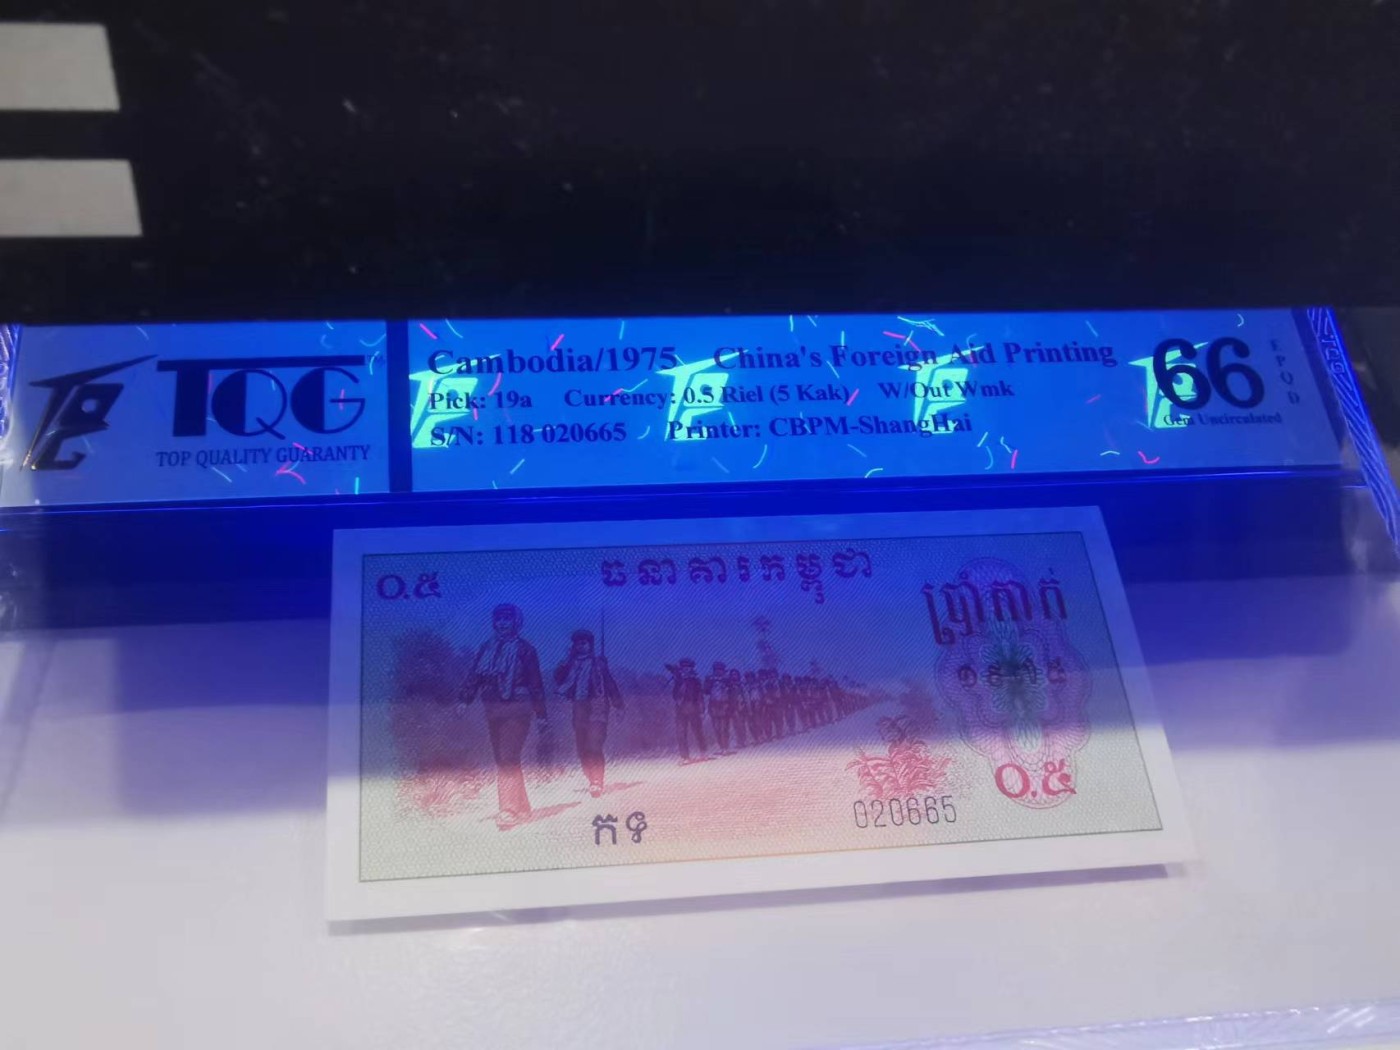 TQG
TOP QUALITY GUARANTY
Cambodia/1975 China's Foreign Aid Printing
Pick: 19a Currency: 0.5 Riel (5 Kak) W/Out Wmk
S/N: 118 020665 Printer: CBPM-ShangHai
66
EPQD
Gem Uncirculated
០.៥
ធនាគារកម្ពុជា
ប្រាំកាក់
១៩៧៥
០.៥
កទ
020665